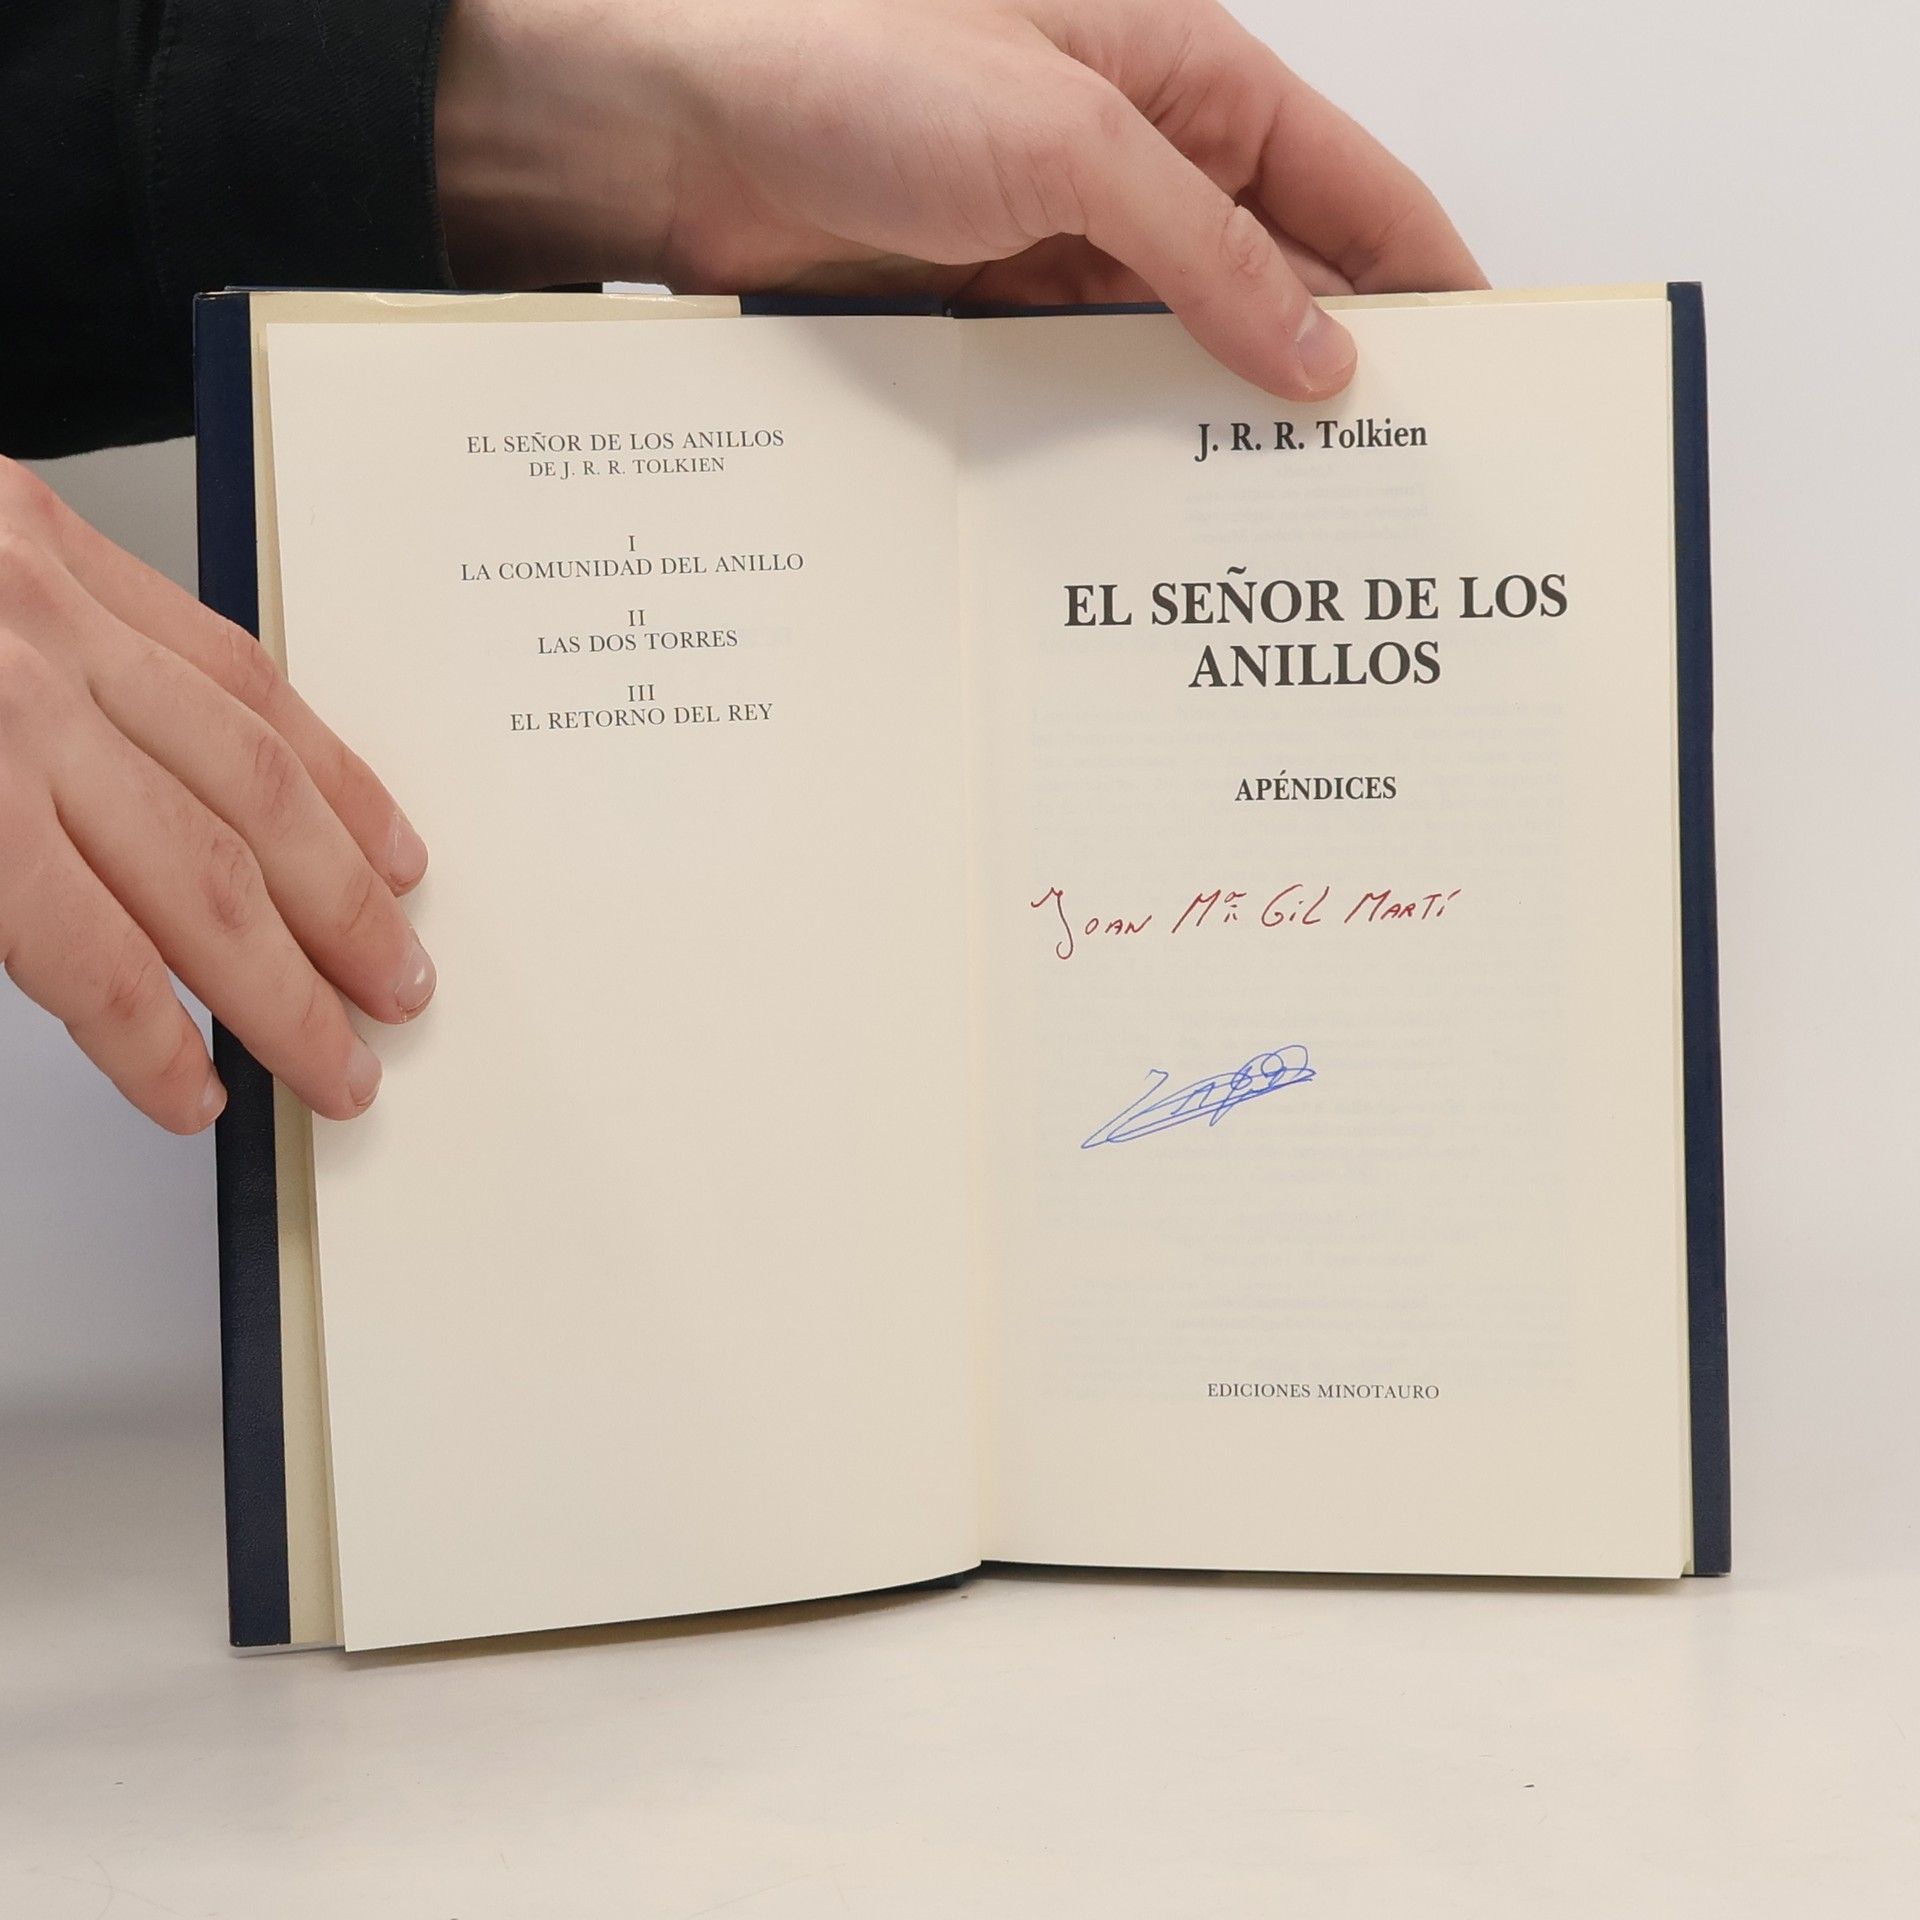 EL SEÑOR DE LOS ANILLOS
DE J. R. R. TOLKIEN
I
LA COMUNIDAD DEL ANILLO
II
LAS DOS TORRES
III
EL RETORNO DEL REY
J. R. R. Tolkien
EL SEÑOR DE LOS
ANILLOS
APÉNDICES
JOAN Mª GIL MARTÍ
EDICIONES MINOTAURO